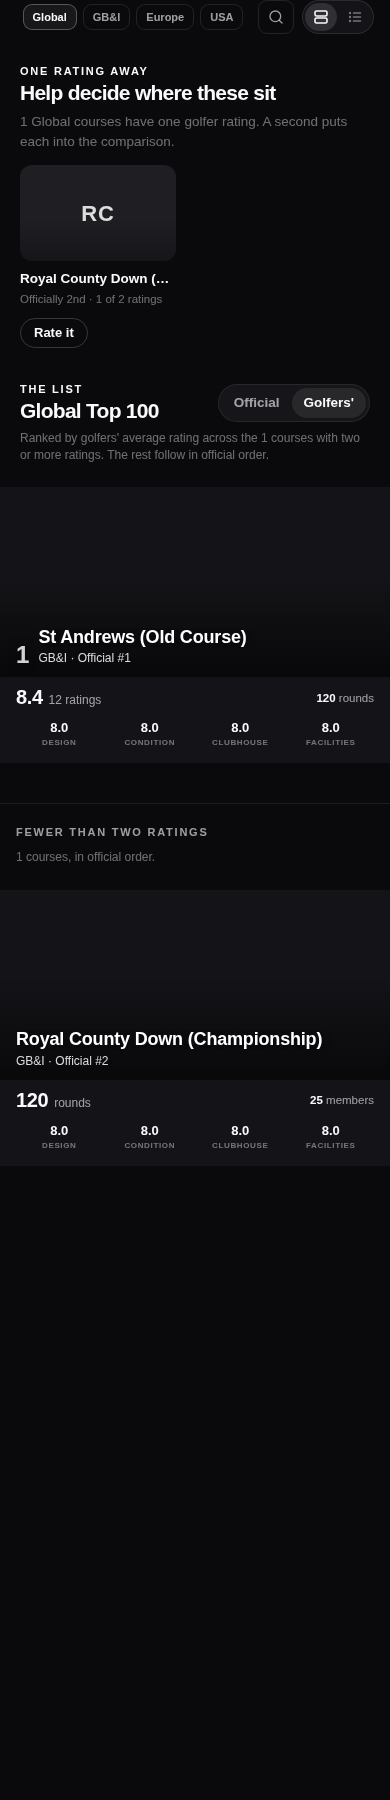 Global GB&I Europe USA
ONE RATING AWAY
Help decide where these sit
1 Global courses have one golfer rating. A second puts
each into the comparison.
RC
Royal County Down (…
Officially 2nd · 1 of 2 ratings
Rate it
THE LIST
Global Top 100
Official Golfers'
Ranked by golfers' average rating across the 1 courses with two
or more ratings. The rest follow in official order.
1 St Andrews (Old Course)
GB&I · Official #1
8.4 12 ratings 120 rounds
8.0 8.0 8.0 8.0
DESIGN CONDITION CLUBHOUSE FACILITIES
FEWER THAN TWO RATINGS
1 courses, in official order.
Royal County Down (Championship)
GB&I · Official #2
120 rounds 25 members
8.0 8.0 8.0 8.0
DESIGN CONDITION CLUBHOUSE FACILITIES